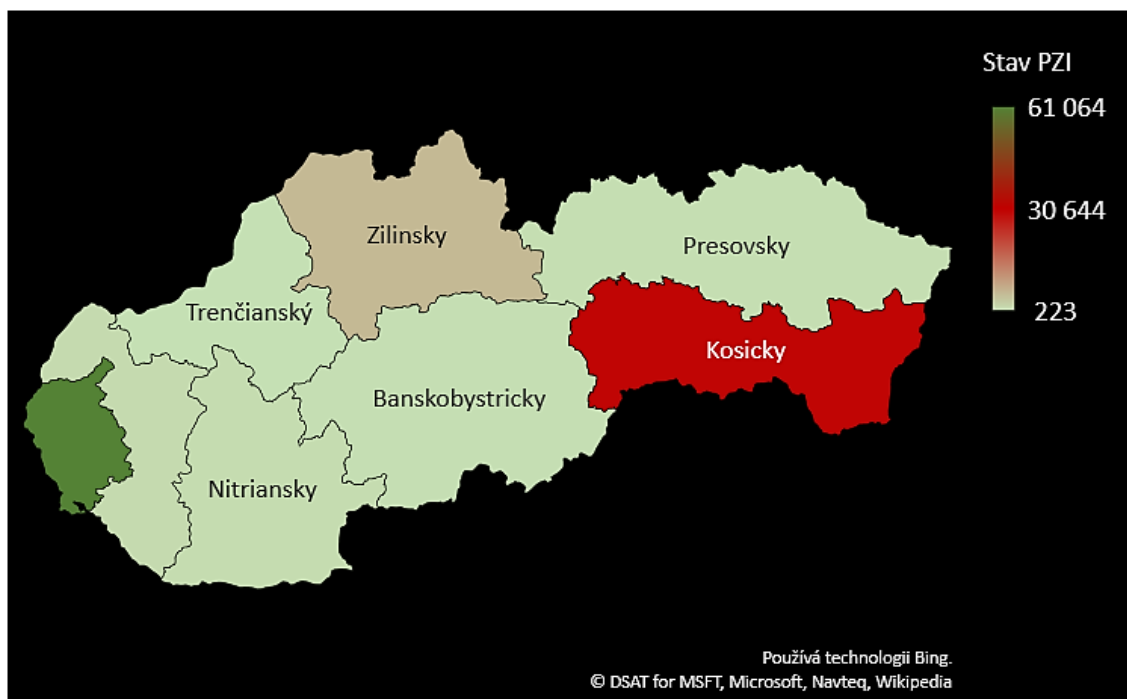 Stav PZI
61 064
30 644
223
Zilinsky
Presovsky
Trenčianský
Kosicky
Banskobystricky
Nitriansky
Používá technologii Bing.
© DSAT for MSFT, Microsoft, Navteq, Wikipedia